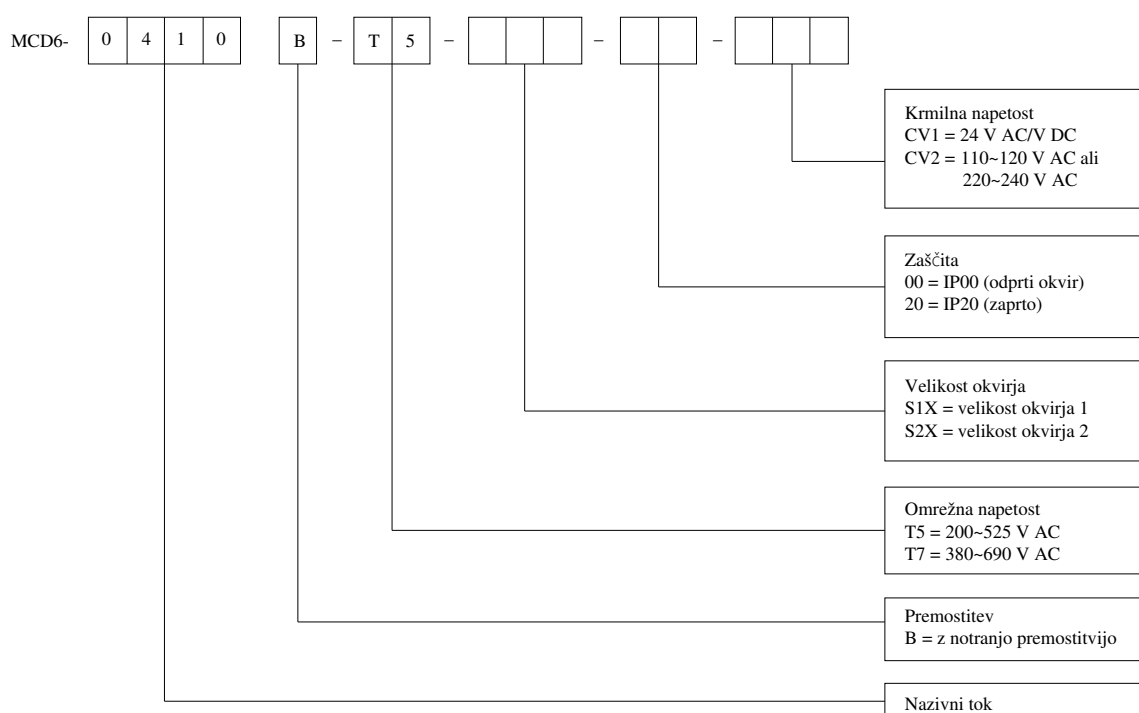 MCD6- 0 4 1 0 B – T 5 – – –
Krmilna napetost
CV1 = 24 V AC/V DC
CV2 = 110~120 V AC ali
220~240 V AC
Zaščita
00 = IP00 (odprti okvir)
20 = IP20 (zaprto)
Velikost okvirja
S1X = velikost okvirja 1
S2X = velikost okvirja 2
Omrežna napetost
T5 = 200~525 V AC
T7 = 380~690 V AC
Premostitev
B = z notranjo premostitvijo
Nazivni tok